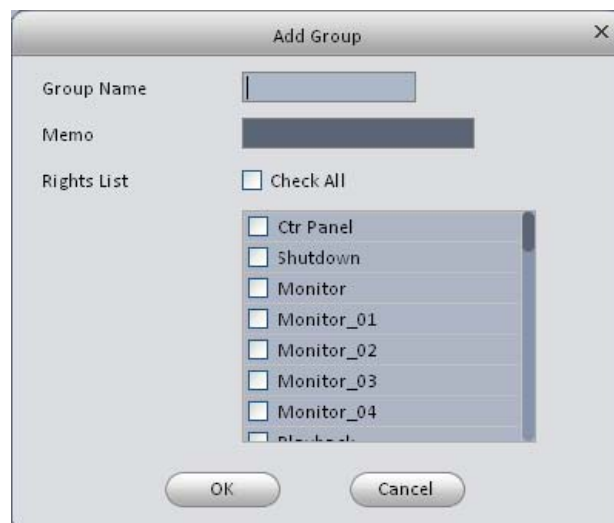 Add Group
Group Name
Memo
Rights List
Check All
Ctr Panel
Shutdown
Monitor
Monitor_01
Monitor_02
Monitor_03
Monitor_04
Playback
OK
Cancel